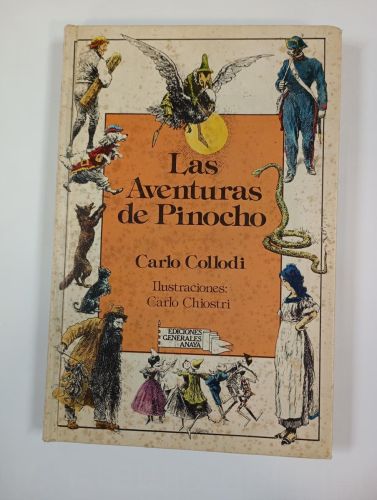 Las
Aventuras
de Pinocho
Carlo Collodi
Ilustraciones:
Carlo Chiostri
EDICIONES
GENERALES
ANAYA